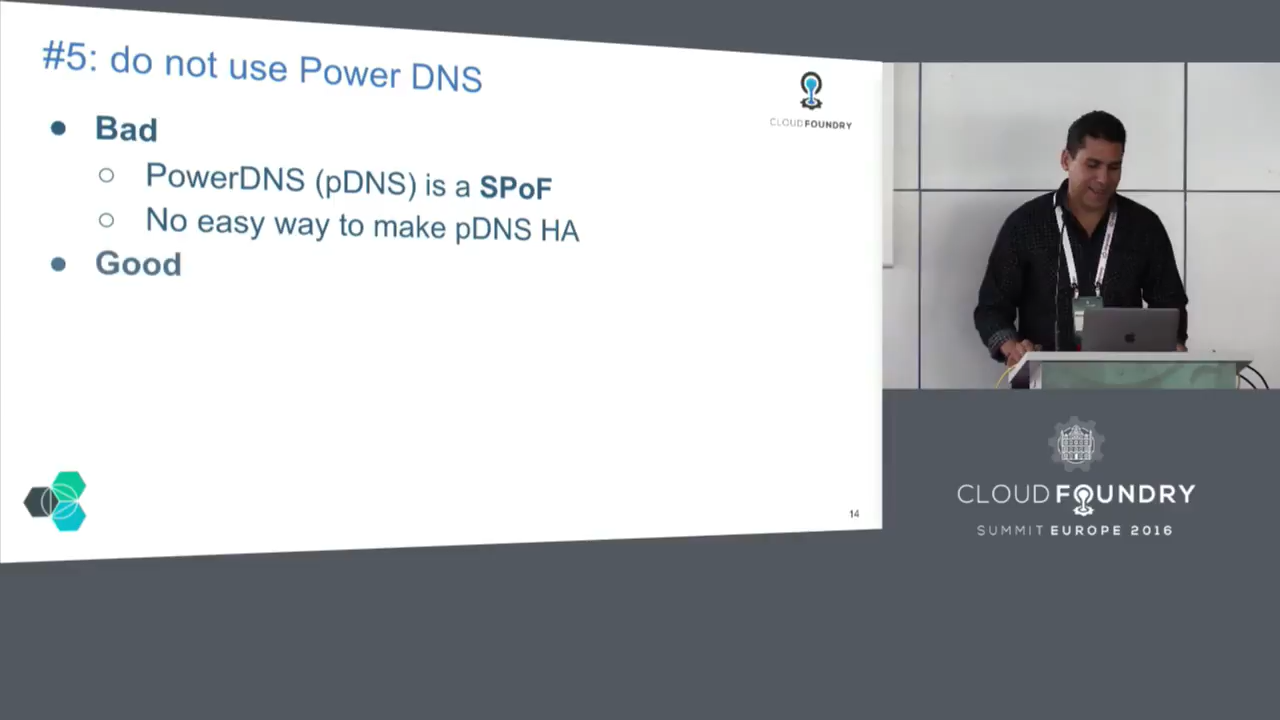 #5: do not use Power DNS
CLOUD FOUNDRY
Bad
PowerDNS (pDNS) is a SPoF
No easy way to make pDNS HA
Good
14
CLOUD FOUNDRY
SUMMIT EUROPE 2016